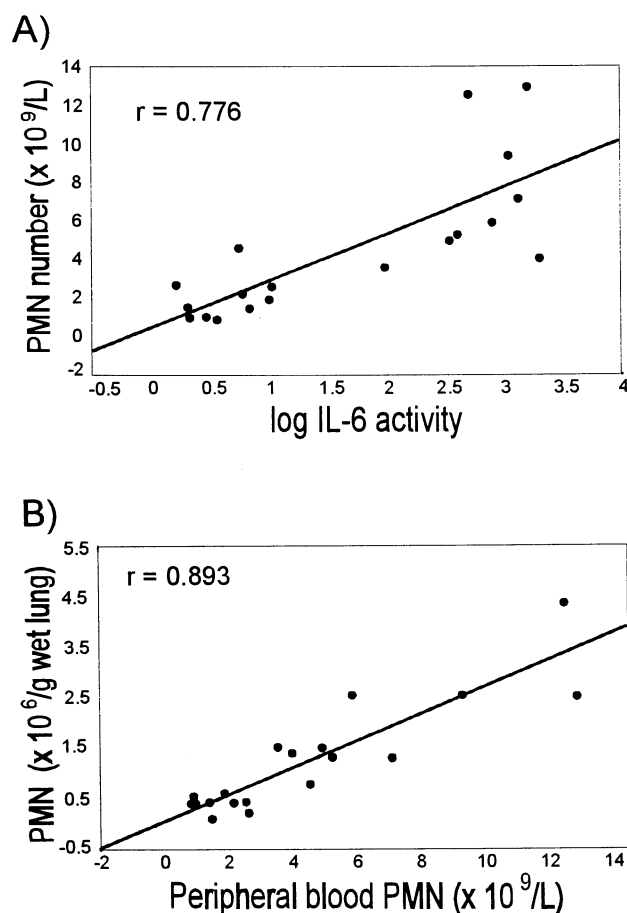 A)
14
12
10
8
6
4
2
0
-2
PMN number (x 10 9/L)
r = 0.776
-0.5 0 0.5 1 2 2.5 3 3.5 4
log IL-6 activity
B)
5.5
4.5
3.5
2.5
1.5
0.5
-0.5
PMN (x 10 6/g wet lung)
r = 0.893
-2 0 2 4 6 8 10 12 14
Peripheral blood PMN (x 10 9/L)